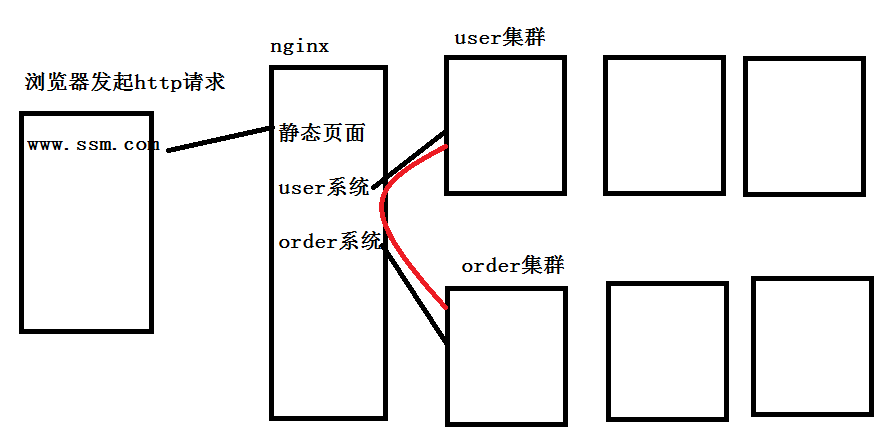 浏览器发起http请求
www.ssm.com
nginx
静态页面
user系统
order系统
user集群
order集群